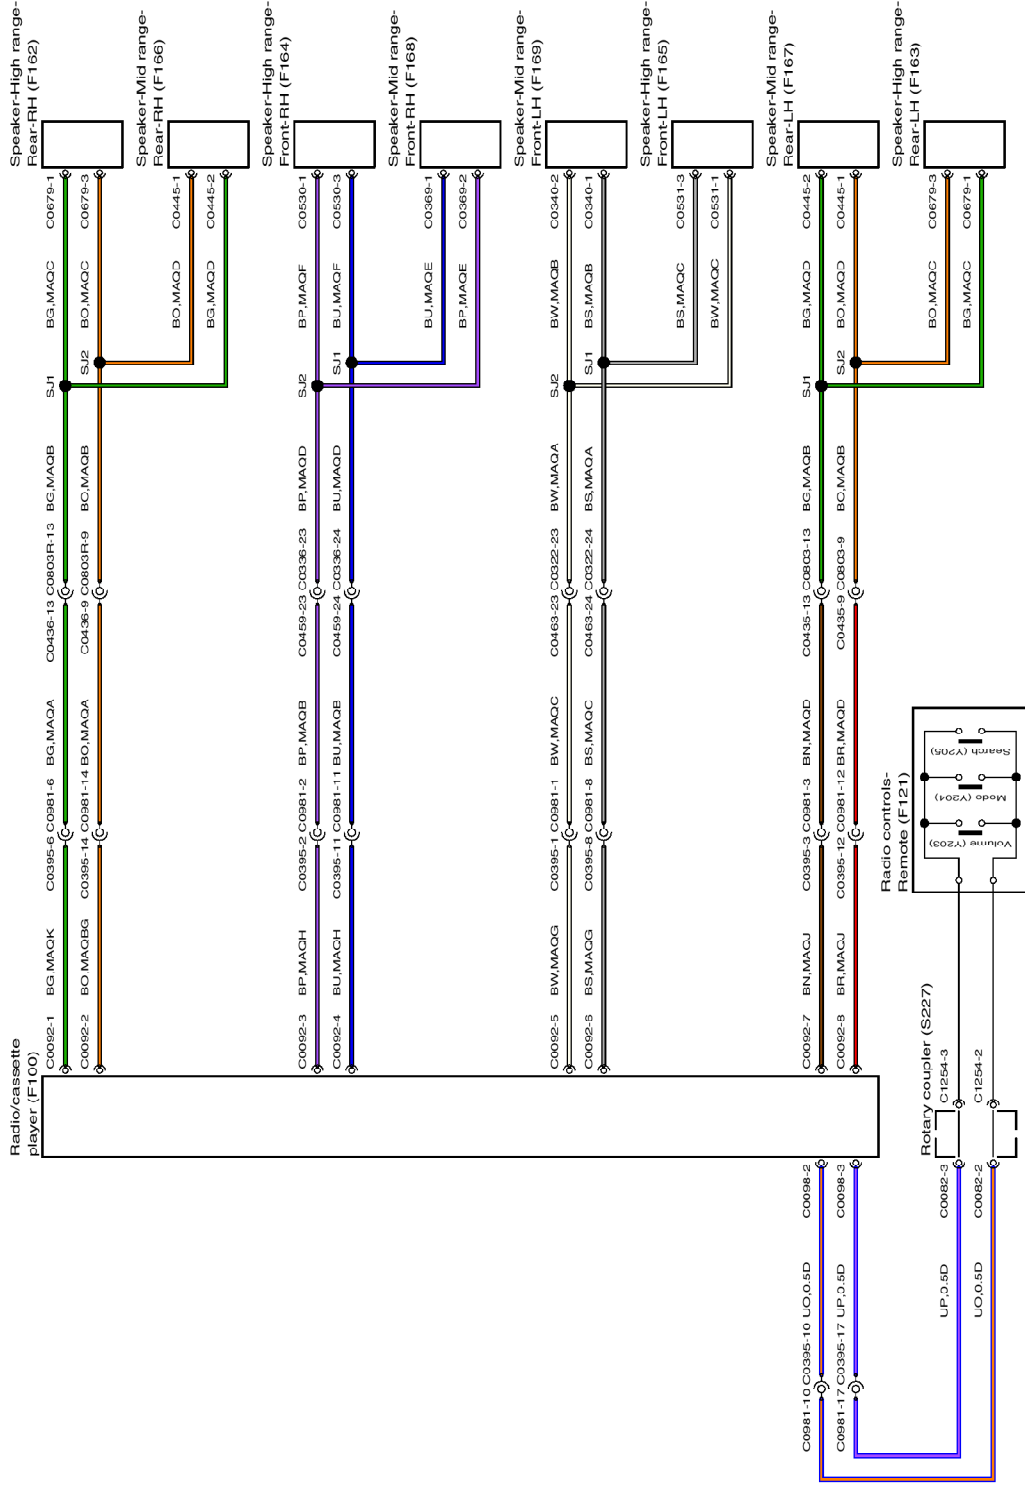 Speaker-High range-
Rear-RH (F162)
Speaker-Mid range-
Rear-RH (F166)
Speaker-High range-
Front-RH (F164)
Speaker-Mid range-
Front-RH (F168)
Speaker-Mid range-
Front-LH (F169)
Speaker-High range-
Front-LH (F165)
Speaker-Mid range-
Rear-LH (F167)
Speaker-High range-
Rear-LH (F163)
C0679-1
C0679-3
C0445-1
C0445-2
C0530-1
C0530-3
C0369-1
C0369-2
C0340-2
C0340-1
C0531-3
C0531-1
C0445-2
C0445-1
C0679-3
C0679-1
BG,MAQC
BO,MAQC
BO,MAQD
BG,MAQD
BP,MAQF
BU,MAQF
BU,MAQE
BP,MAQE
BW,MAQB
BS,MAQB
BS,MAQC
BW,MAQC
BG,MAQD
BO,MAQD
BO,MAQC
BG,MAQC
SJ1
SJ2
SJ2
SJ1
SJ2
SJ1
SJ1
SJ2
BG,MAQB
BC,MAQB
BP,MAQD
BU,MAQD
BW,MAQA
BS,MAQA
BG,MAQB
BC,MAQB
C0436-13 C0803R-13
C0436-9 C0803R-9
C0459-23 C0336-23
C0459-24 C0336-24
C0463-23 C0322-23
C0463-24 C0322-24
C0435-13 C0803-13
C0435-9 C0803-9
BG,MAQA
BO,MAQA
BP,MAQB
BU,MAQB
BW,MAQC
BS,MAQC
BN,MAQD
BR,MAQD
C0395-6 C0981-6
C0395-14 C0981-14
C0395-2 C0981-2
C0395-11 C0981-11
C0395-1 C0981-1
C0395-8 C0981-8
C0395-3 C0981-3
C0395-12 C0981-12
BG.MAQK
BO.MAQBG
BP,MAQH
BU,MAQH
BW,MAQG
BS,MAQG
BN,MACJ
BR,MACJ
C0092-1
C0092-2
C0092-3
C0092-4
C0092-5
C0092-6
C0092-7
C0092-8
Radio/cassette
player (F100)
Radio controls-
Remote (F121)
Search (Y205)
Mode (Y204)
Volume (Y203)
Rotary coupler (S227)
C1254-3
C1254-2
C0098-2
C0098-3
C0082-3
C0082-2
UO,0.5D
UP,0.5D
UP,0.5D
UO,0.5D
C0981-10 C0395-10
C0981-17 C0395-17